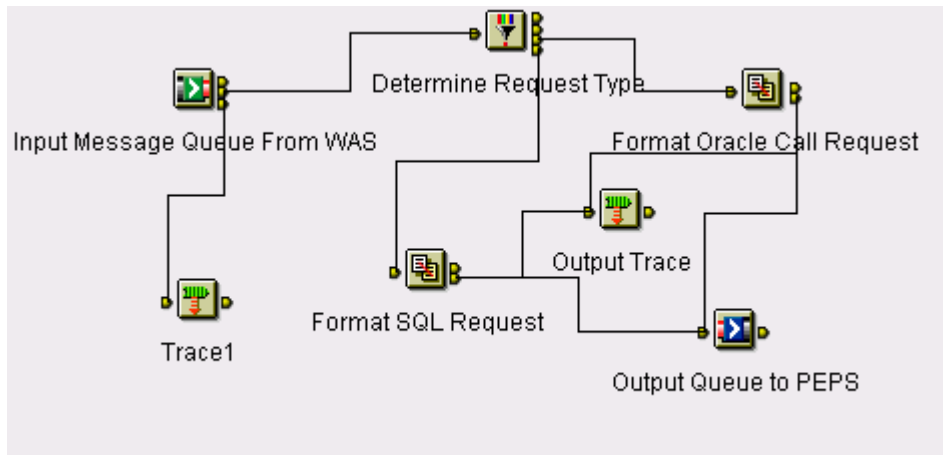 Determine Request Type
Input Message Queue From WAS
Format Oracle Call Request
Output Trace
Format SQL Request
Trace1
Output Queue to PEPS